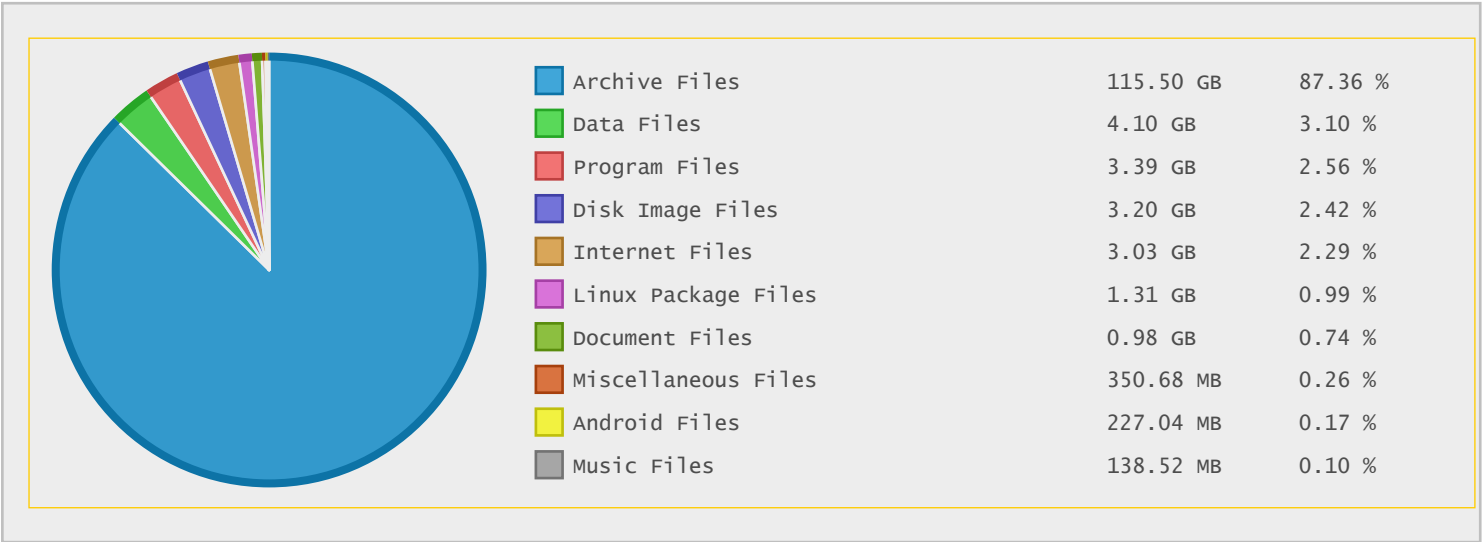 Archive Files 115.50 GB 87.36 %
Data Files 4.10 GB 3.10 %
Program Files 3.39 GB 2.56 %
Disk Image Files 3.20 GB 2.42 %
Internet Files 3.03 GB 2.29 %
Linux Package Files 1.31 GB 0.99 %
Document Files 0.98 GB 0.74 %
Miscellaneous Files 350.68 MB 0.26 %
Android Files 227.04 MB 0.17 %
Music Files 138.52 MB 0.10 %